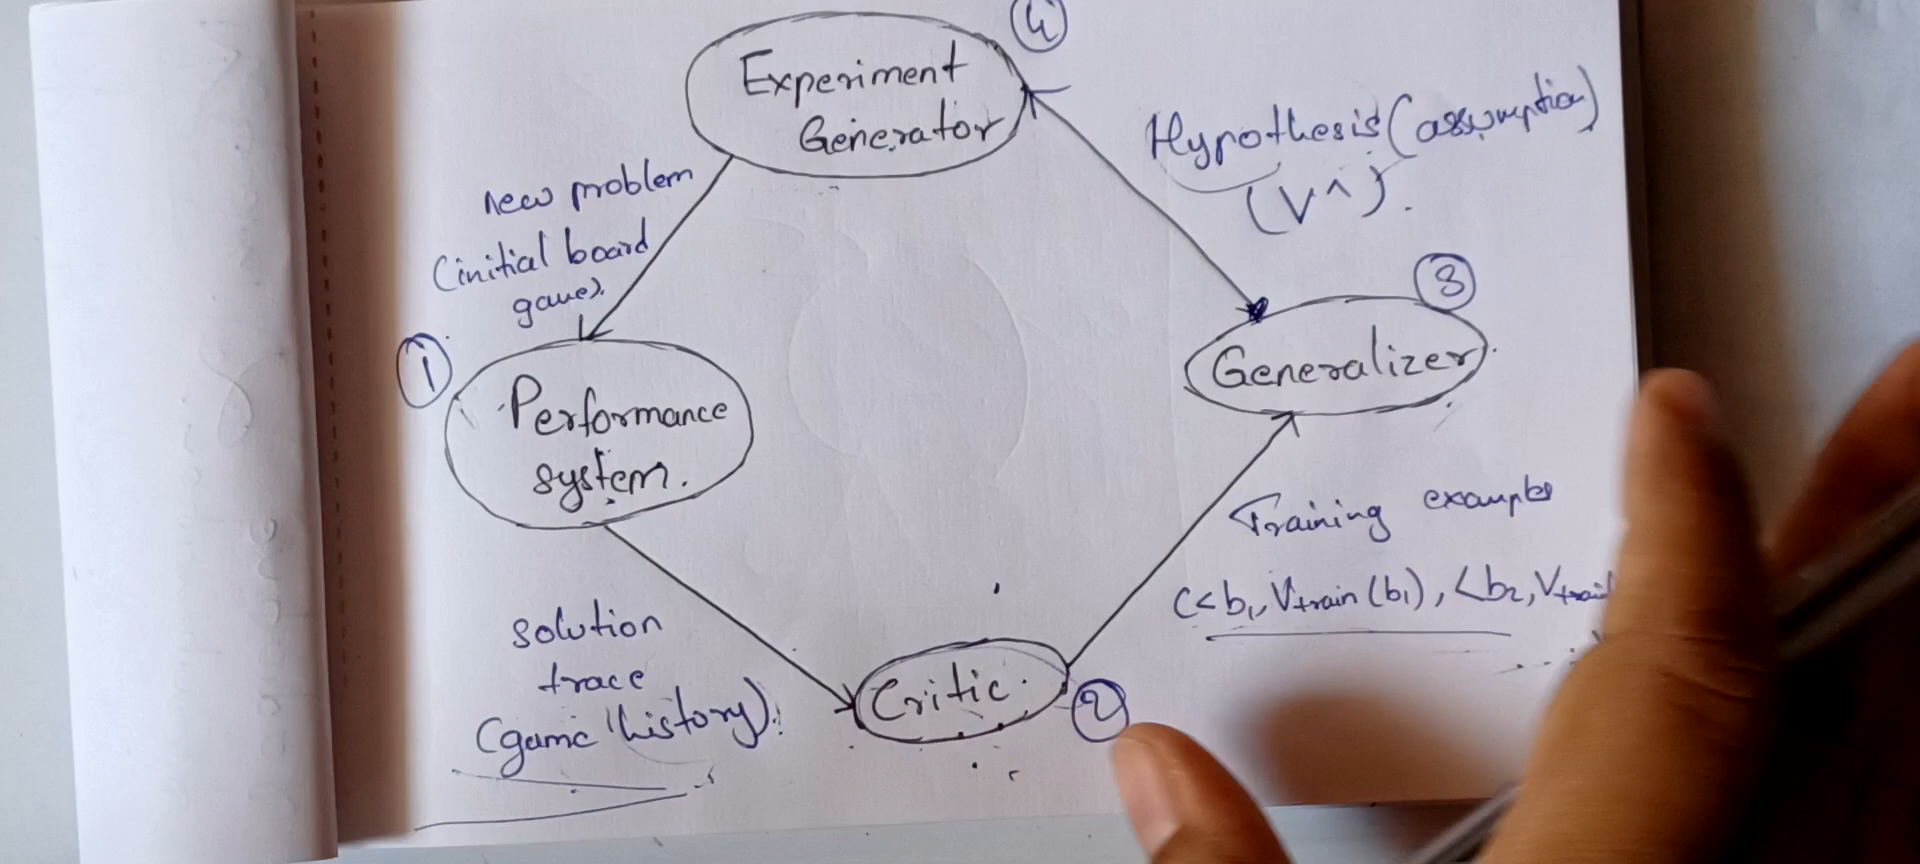 4
Experiment
Generator
Hypothesis (assumption)
(V^).
new problem
(initial board
game).
3
Generalizer.
1
Performance
system.
Training examples
(<b1, Vtrain(b1), <b2, Vtrain
solution
trace
(game history).
Critic.
2